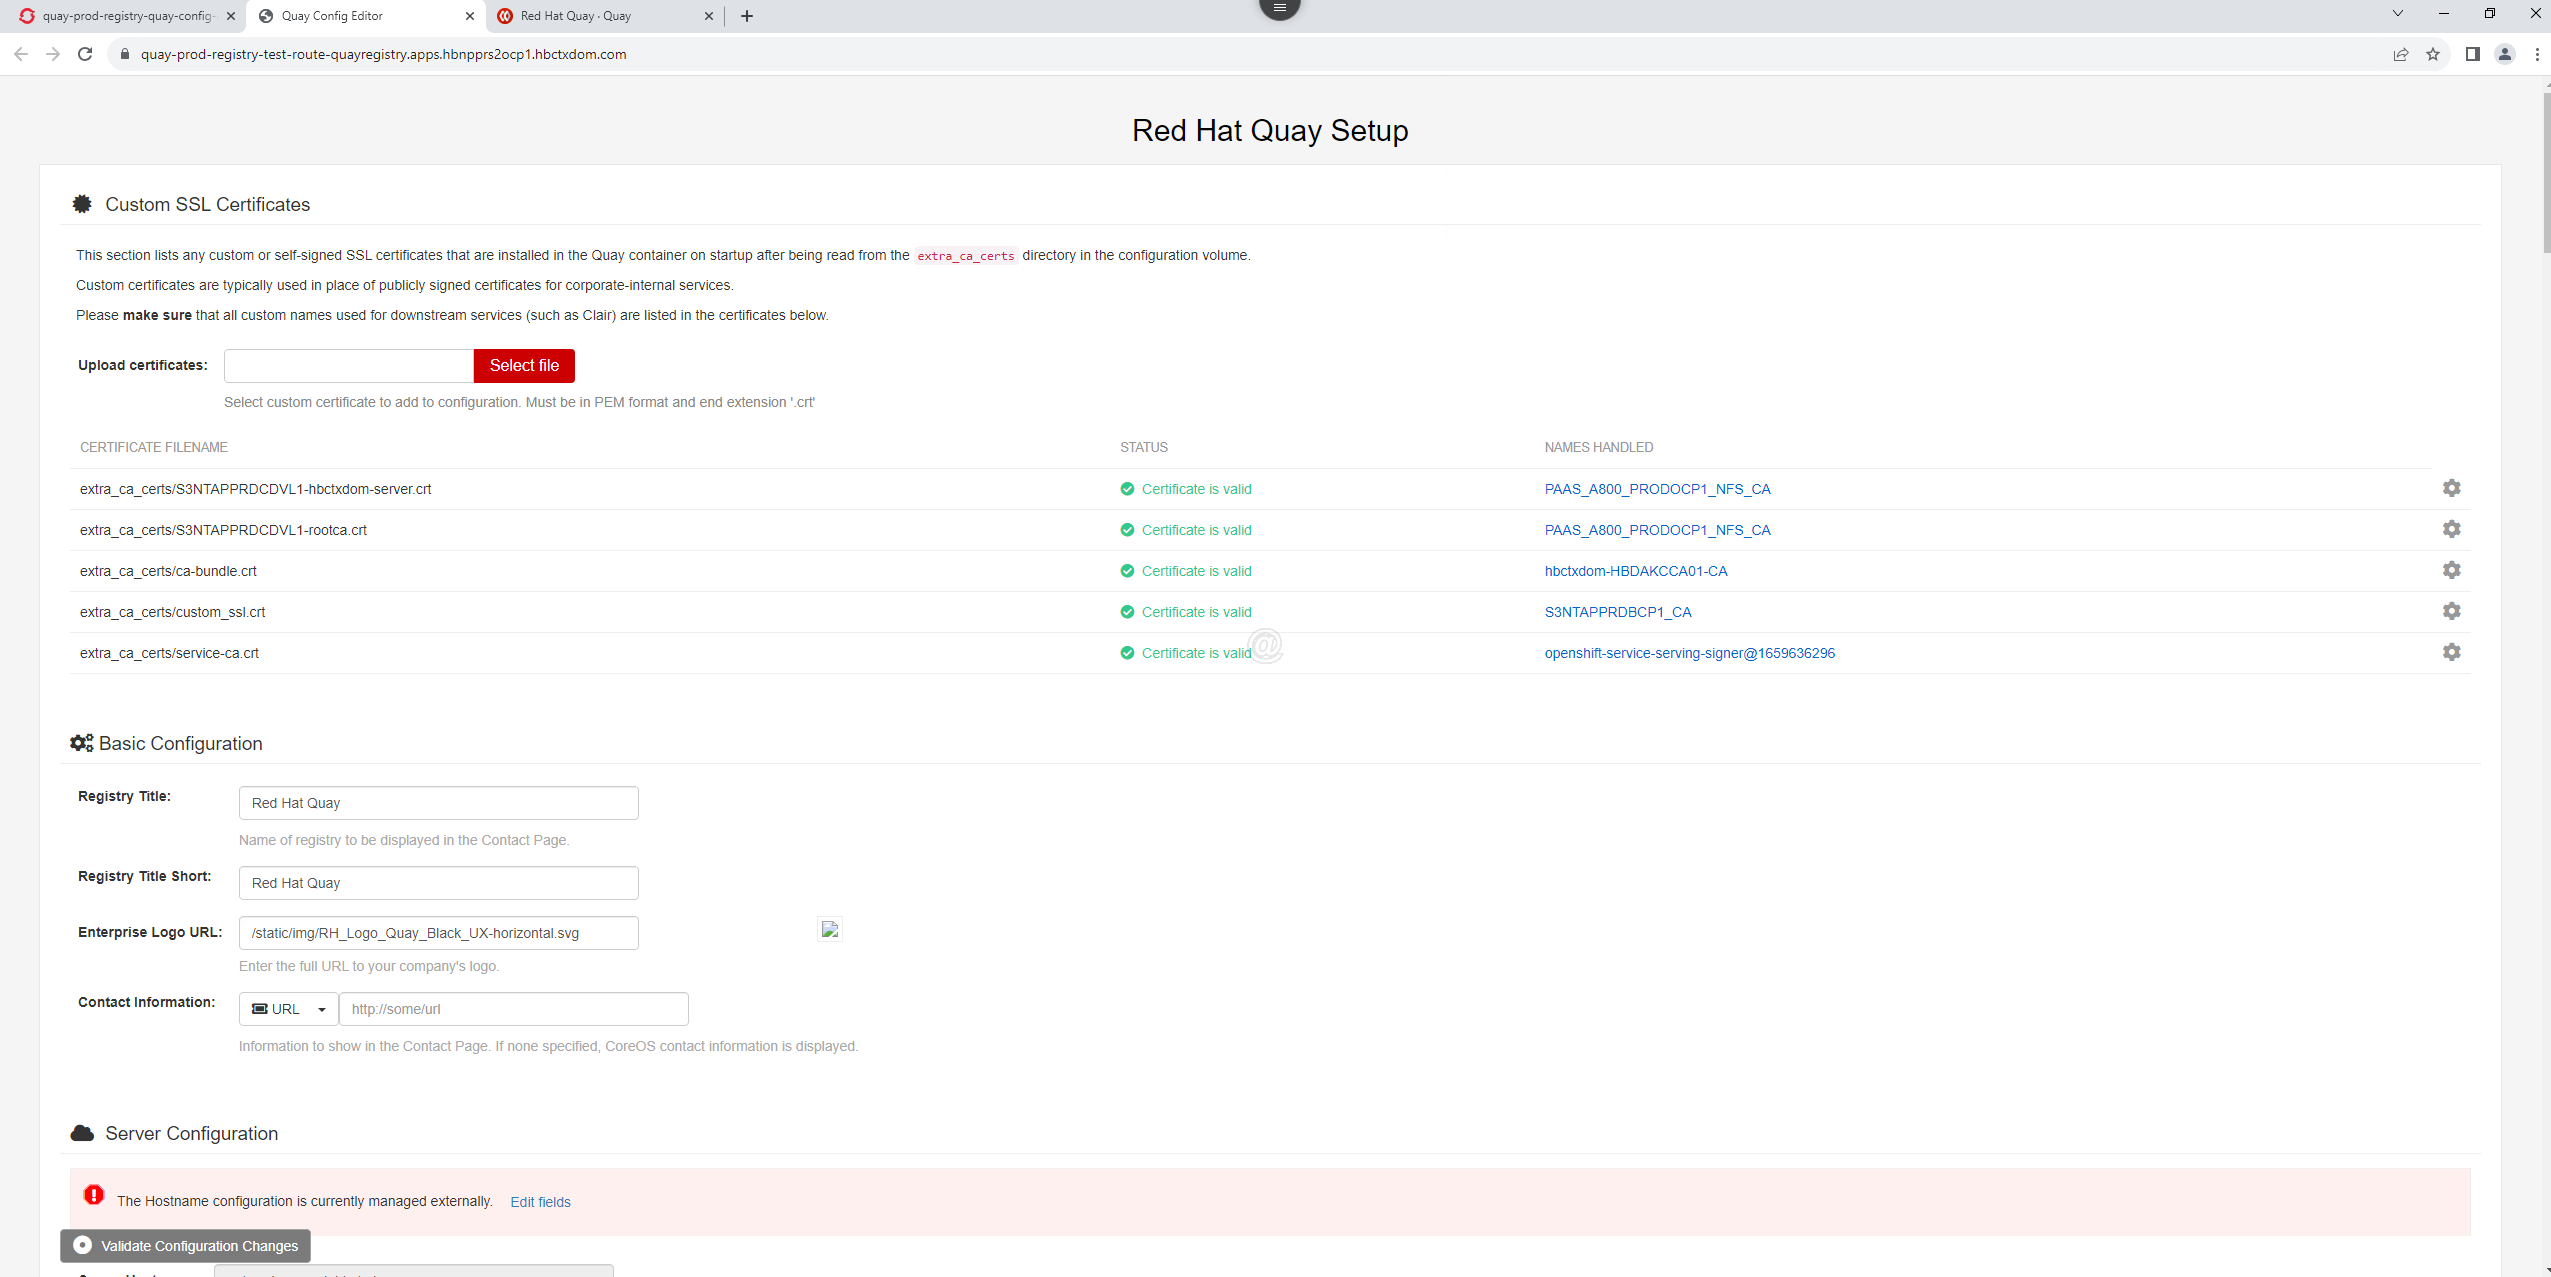 quay-prod-registry-quay-config-
Quay Config Editor
Red Hat Quay · Quay
quay-prod-registry-test-route-quayregistry.apps.hbnpprs2ocp1.hbctxdom.com
Red Hat Quay Setup
Custom SSL Certificates
This section lists any custom or self-signed SSL certificates that are installed in the Quay container on startup after being read from the extra_ca_certs directory in the configuration volume.
Custom certificates are typically used in place of publicly signed certificates for corporate-internal services.
Please make sure that all custom names used for downstream services (such as Clair) are listed in the certificates below.
Upload certificates: Select file
Select custom certificate to add to configuration. Must be in PEM format and end extension '.crt'
CERTIFICATE FILENAME STATUS NAMES HANDLED
extra_ca_certs/S3NTAPPRDCDVL1-hbctxdom-server.crt Certificate is valid PAAS_A800_PRODOCP1_NFS_CA
extra_ca_certs/S3NTAPPRDCDVL1-rootca.crt Certificate is valid PAAS_A800_PRODOCP1_NFS_CA
extra_ca_certs/ca-bundle.crt Certificate is valid hbctxdom-HBDAKCCA01-CA
extra_ca_certs/custom_ssl.crt Certificate is valid S3NTAPPRDBCP1_CA
extra_ca_certs/service-ca.crt Certificate is valid @ openshift-service-serving-signer@1659636296
Basic Configuration
Registry Title: Red Hat Quay
Name of registry to be displayed in the Contact Page.
Registry Title Short: Red Hat Quay
Enterprise Logo URL: /static/img/RH_Logo_Quay_Black_UX-horizontal.svg
Enter the full URL to your company's logo.
Contact Information: URL http://some/url
Information to show in the Contact Page. If none specified, CoreOS contact information is displayed.
Server Configuration
The Hostname configuration is currently managed externally. Edit fields
Validate Configuration Changes